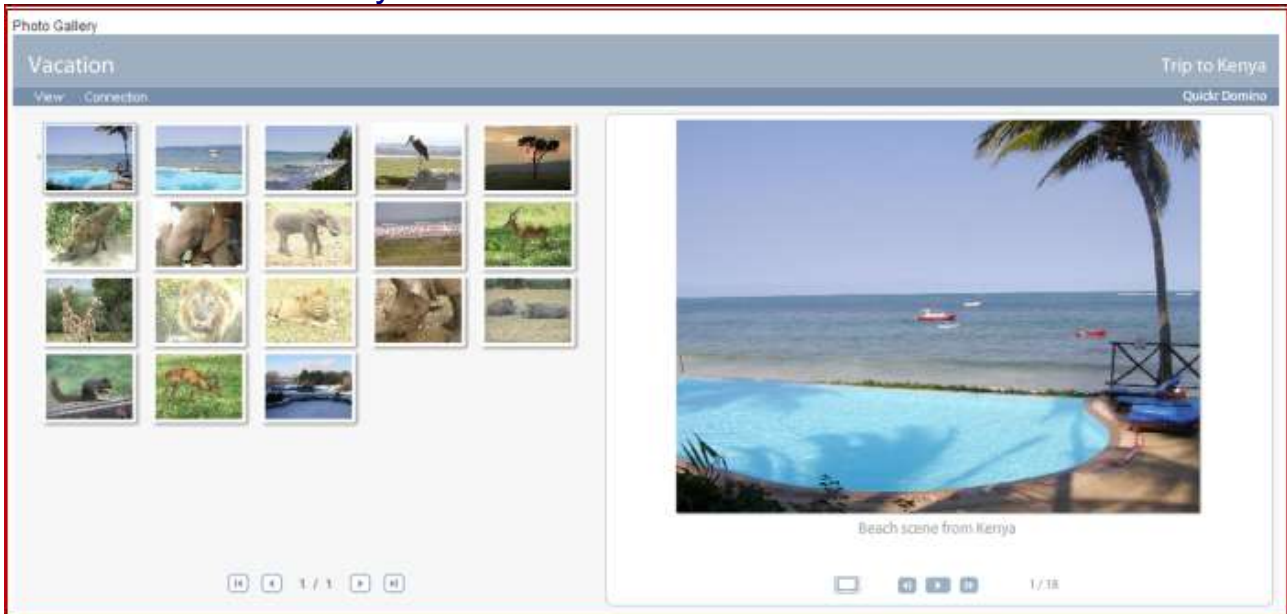 Photo Gallery
Vacation
Trip to Kenya
View Connection
Quickr Domino
Beach scene from Kenya
1 / 1
1 / 18